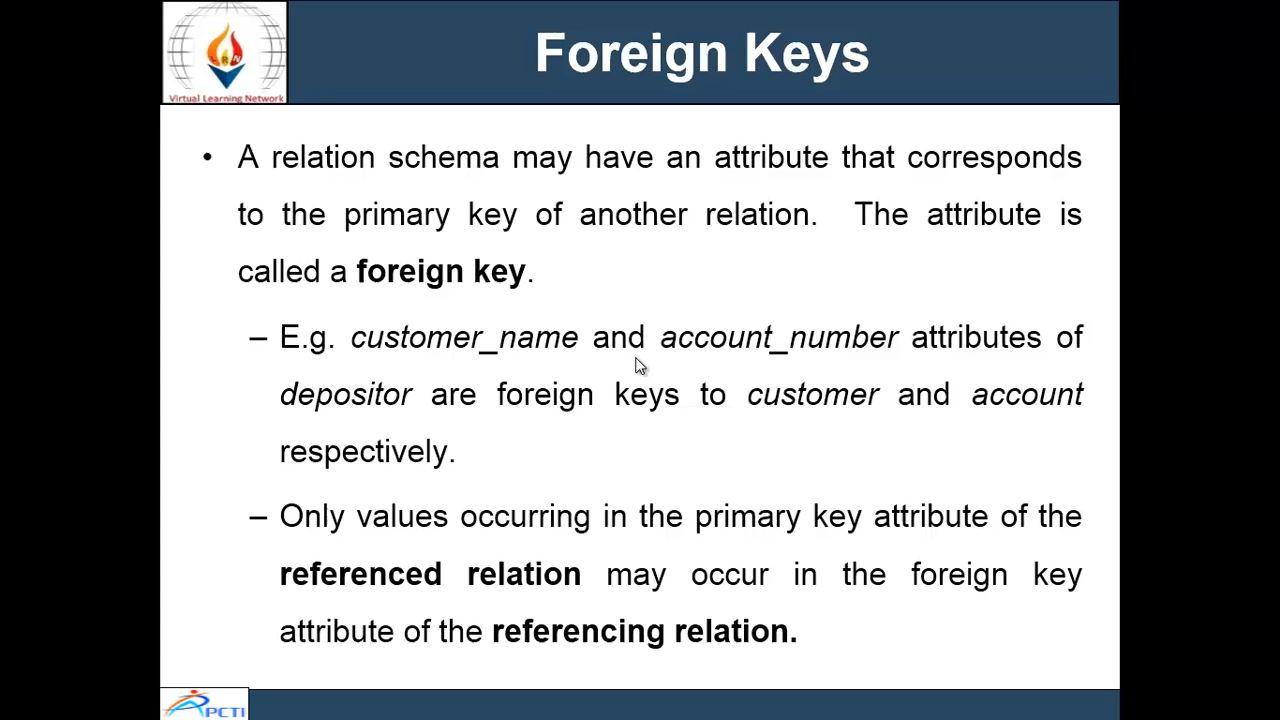 Foreign Keys
VLN
Virtual Learning Network
• A relation schema may have an attribute that corresponds
to the primary key of another relation. The attribute is
called a foreign key.
– E.g. customer_name and account_number attributes of
depositor are foreign keys to customer and account
respectively.
– Only values occurring in the primary key attribute of the
referenced relation may occur in the foreign key
attribute of the referencing relation.
PCTI